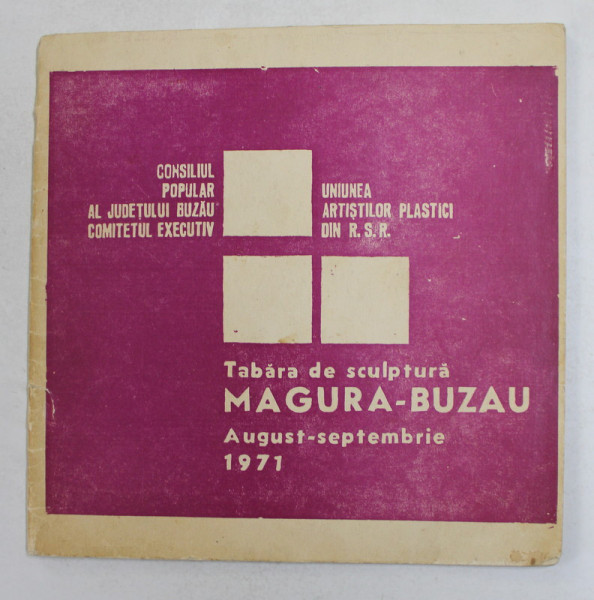 CONSILIUL
POPULAR
AL JUDEȚULUI BUZĂU
COMITETUL EXECUTIV
UNIUNEA
ARTIȘTILOR PLASTICI
DIN R. S. R.
Tabăra de sculptură
MAGURA-BUZAU
August-septembrie
1971